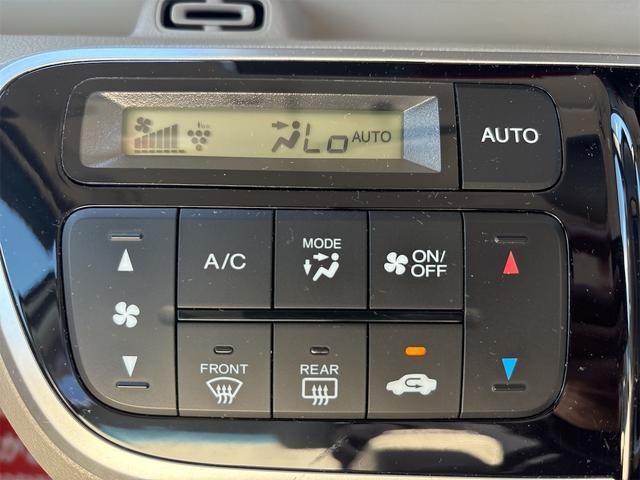 Lo AUTO
AUTO
A/C
MODE
ON/
OFF
FRONT
REAR